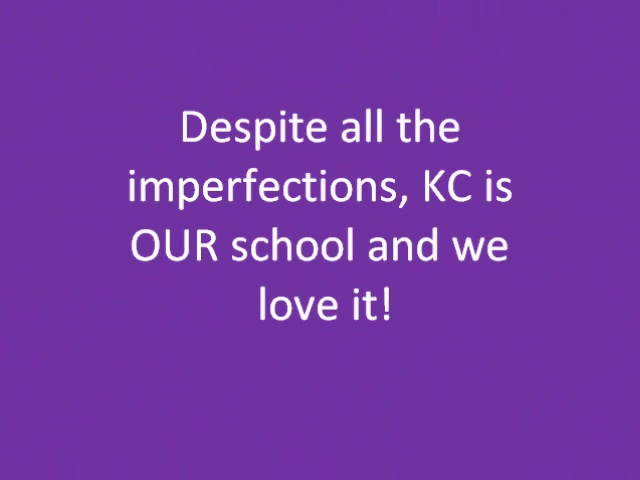 Despite all the
imperfections, KC is
OUR school and we
love it!